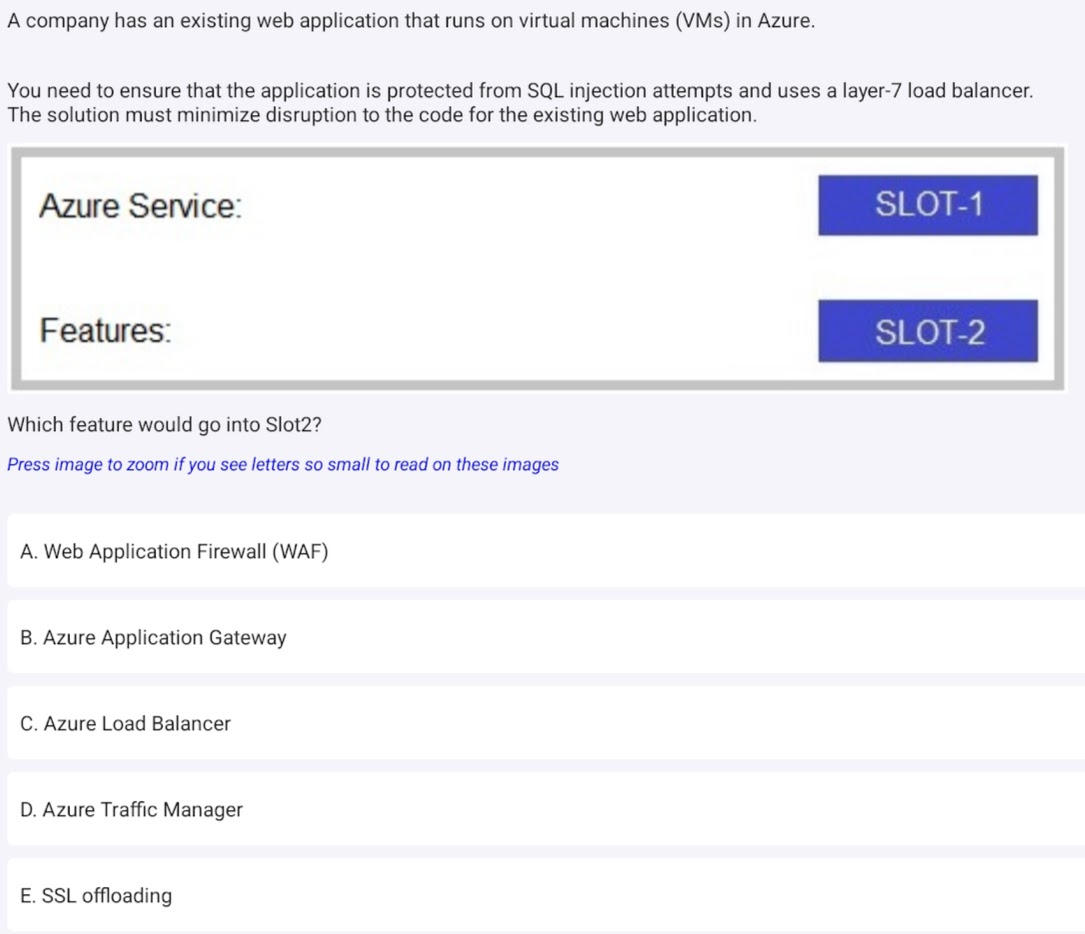 A company has an existing web application that runs on virtual machines (VMs) in Azure.
You need to ensure that the application is protected from SQL injection attempts and uses a layer-7 load balancer.
The solution must minimize disruption to the code for the existing web application.
Azure Service:
SLOT-1
Features:
SLOT-2
Which feature would go into Slot2?
Press image to zoom if you see letters so small to read on these images
A. Web Application Firewall (WAF)
B. Azure Application Gateway
C. Azure Load Balancer
D. Azure Traffic Manager
E. SSL offloading